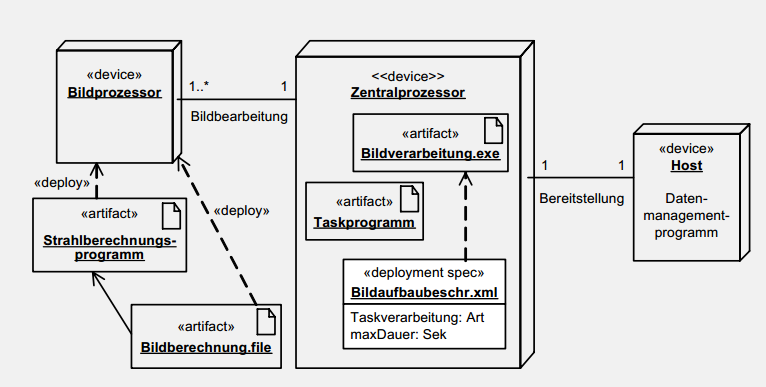 «device»
Bildprozessor
1..*
1
Bildbearbeitung
«deploy»
«deploy»
«artifact»
Strahlberechnungs-
programm
«artifact»
Bildberechnung.file
<<device>>
Zentralprozessor
«artifact»
Bildverarbeitung.exe
«artifact»
Taskprogramm
«deployment spec»
Bildaufbaubeschr.xml
Taskverarbeitung: Art
maxDauer: Sek
1
1
Bereitstellung
«device»
Host
Daten-
management-
programm